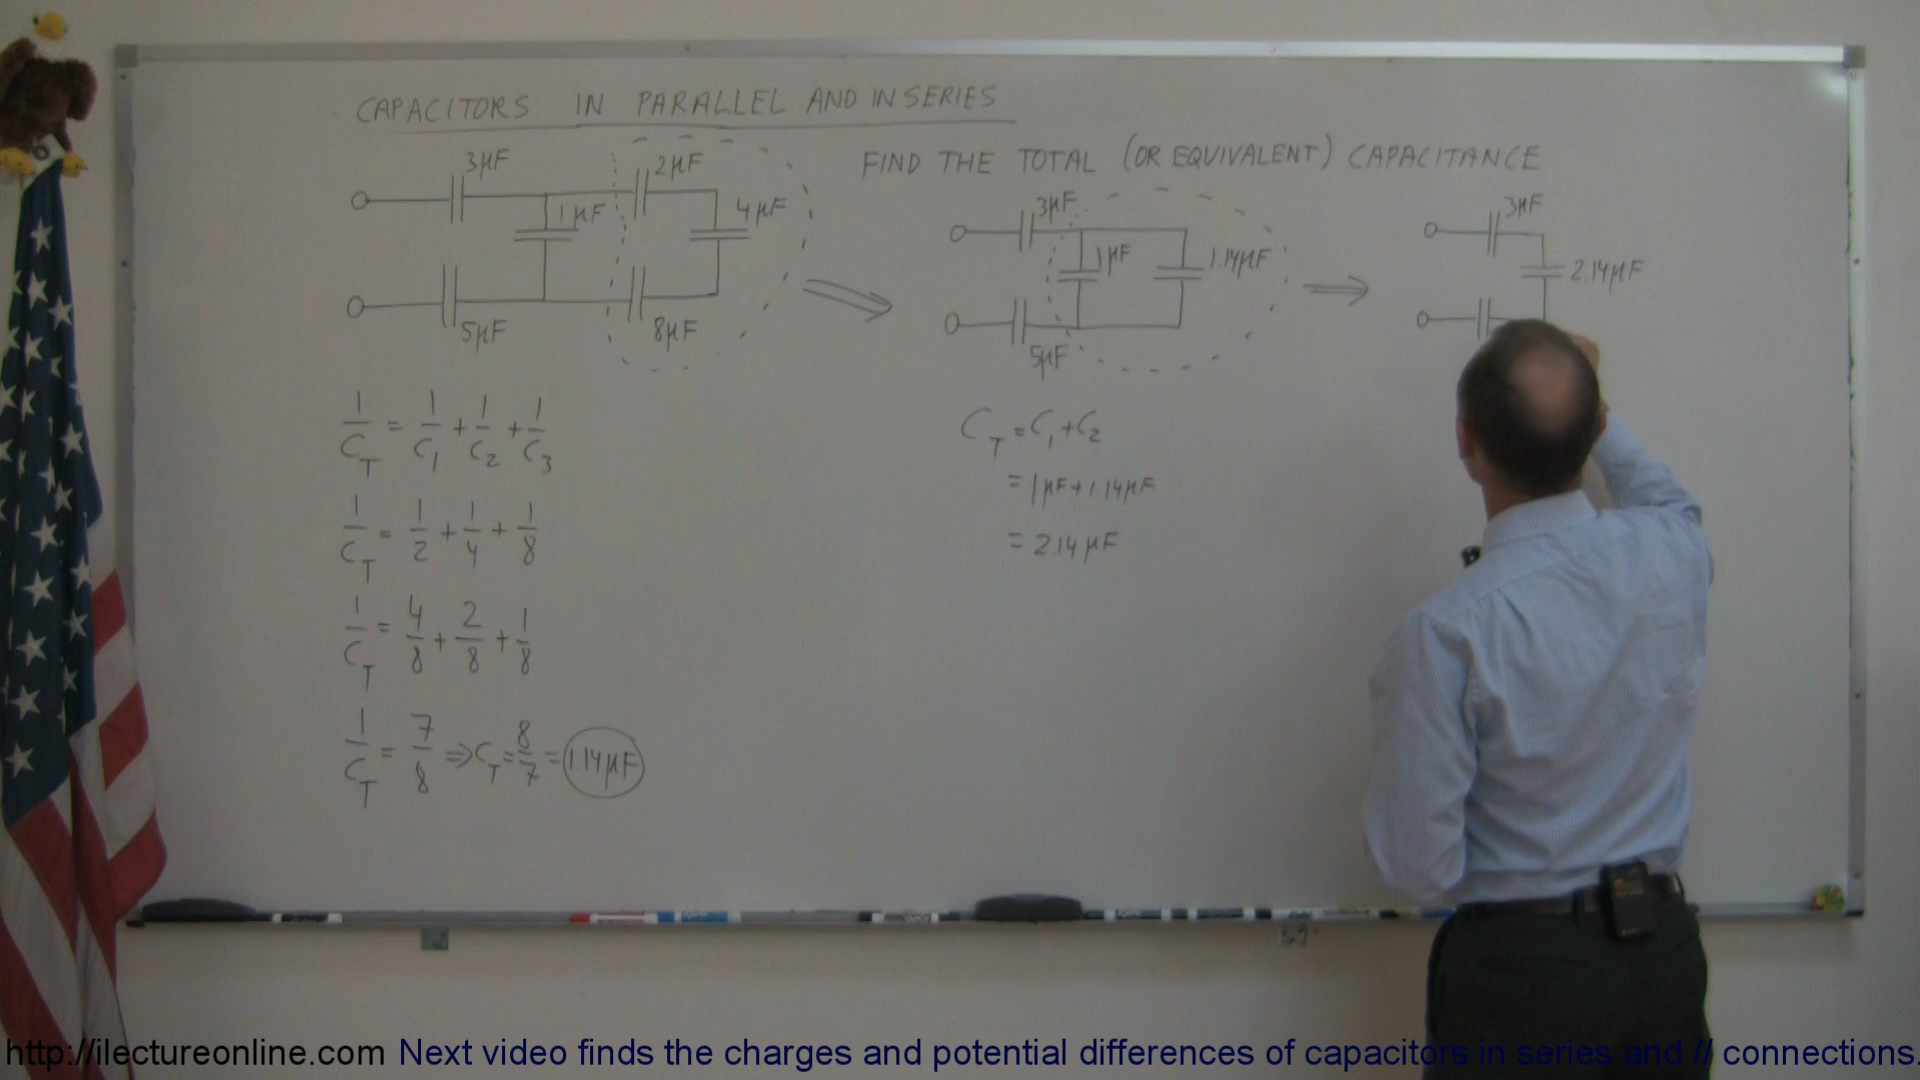 CAPACITORS IN PARALLEL AND IN SERIES
FIND THE TOTAL (OR EQUIVALENT) CAPACITANCE
3μF
2μF
1μF
4μF
5μF
8μF
3μF
1μF
1.14μF
5μF
3μF
2.14μF
1/C_T = 1/C_1 + 1/C_2 + 1/C_3
1/C_T = 1/2 + 1/4 + 1/8
1/C_T = 4/8 + 2/8 + 1/8
1/C_T = 7/8 ⇒ C_T = 8/7 = 1.14μF
C_T = C_1 + C_2
= 1μF + 1.14μF
= 2.14μF
http://ilectureonline.com Next video finds the charges and potential differences of capacitors in series and // connections.